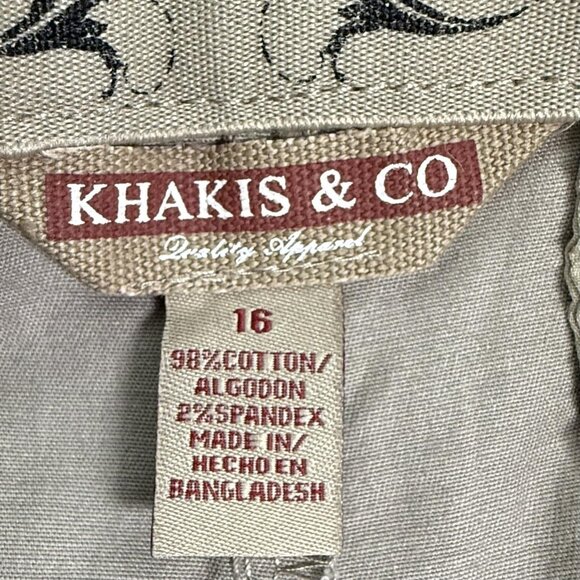 KHAKIS & CO
Quality Apparel
16
98%COTTON/
ALGODON
2%SPANDEX
MADE IN/
HECHO EN
BANGLADESH